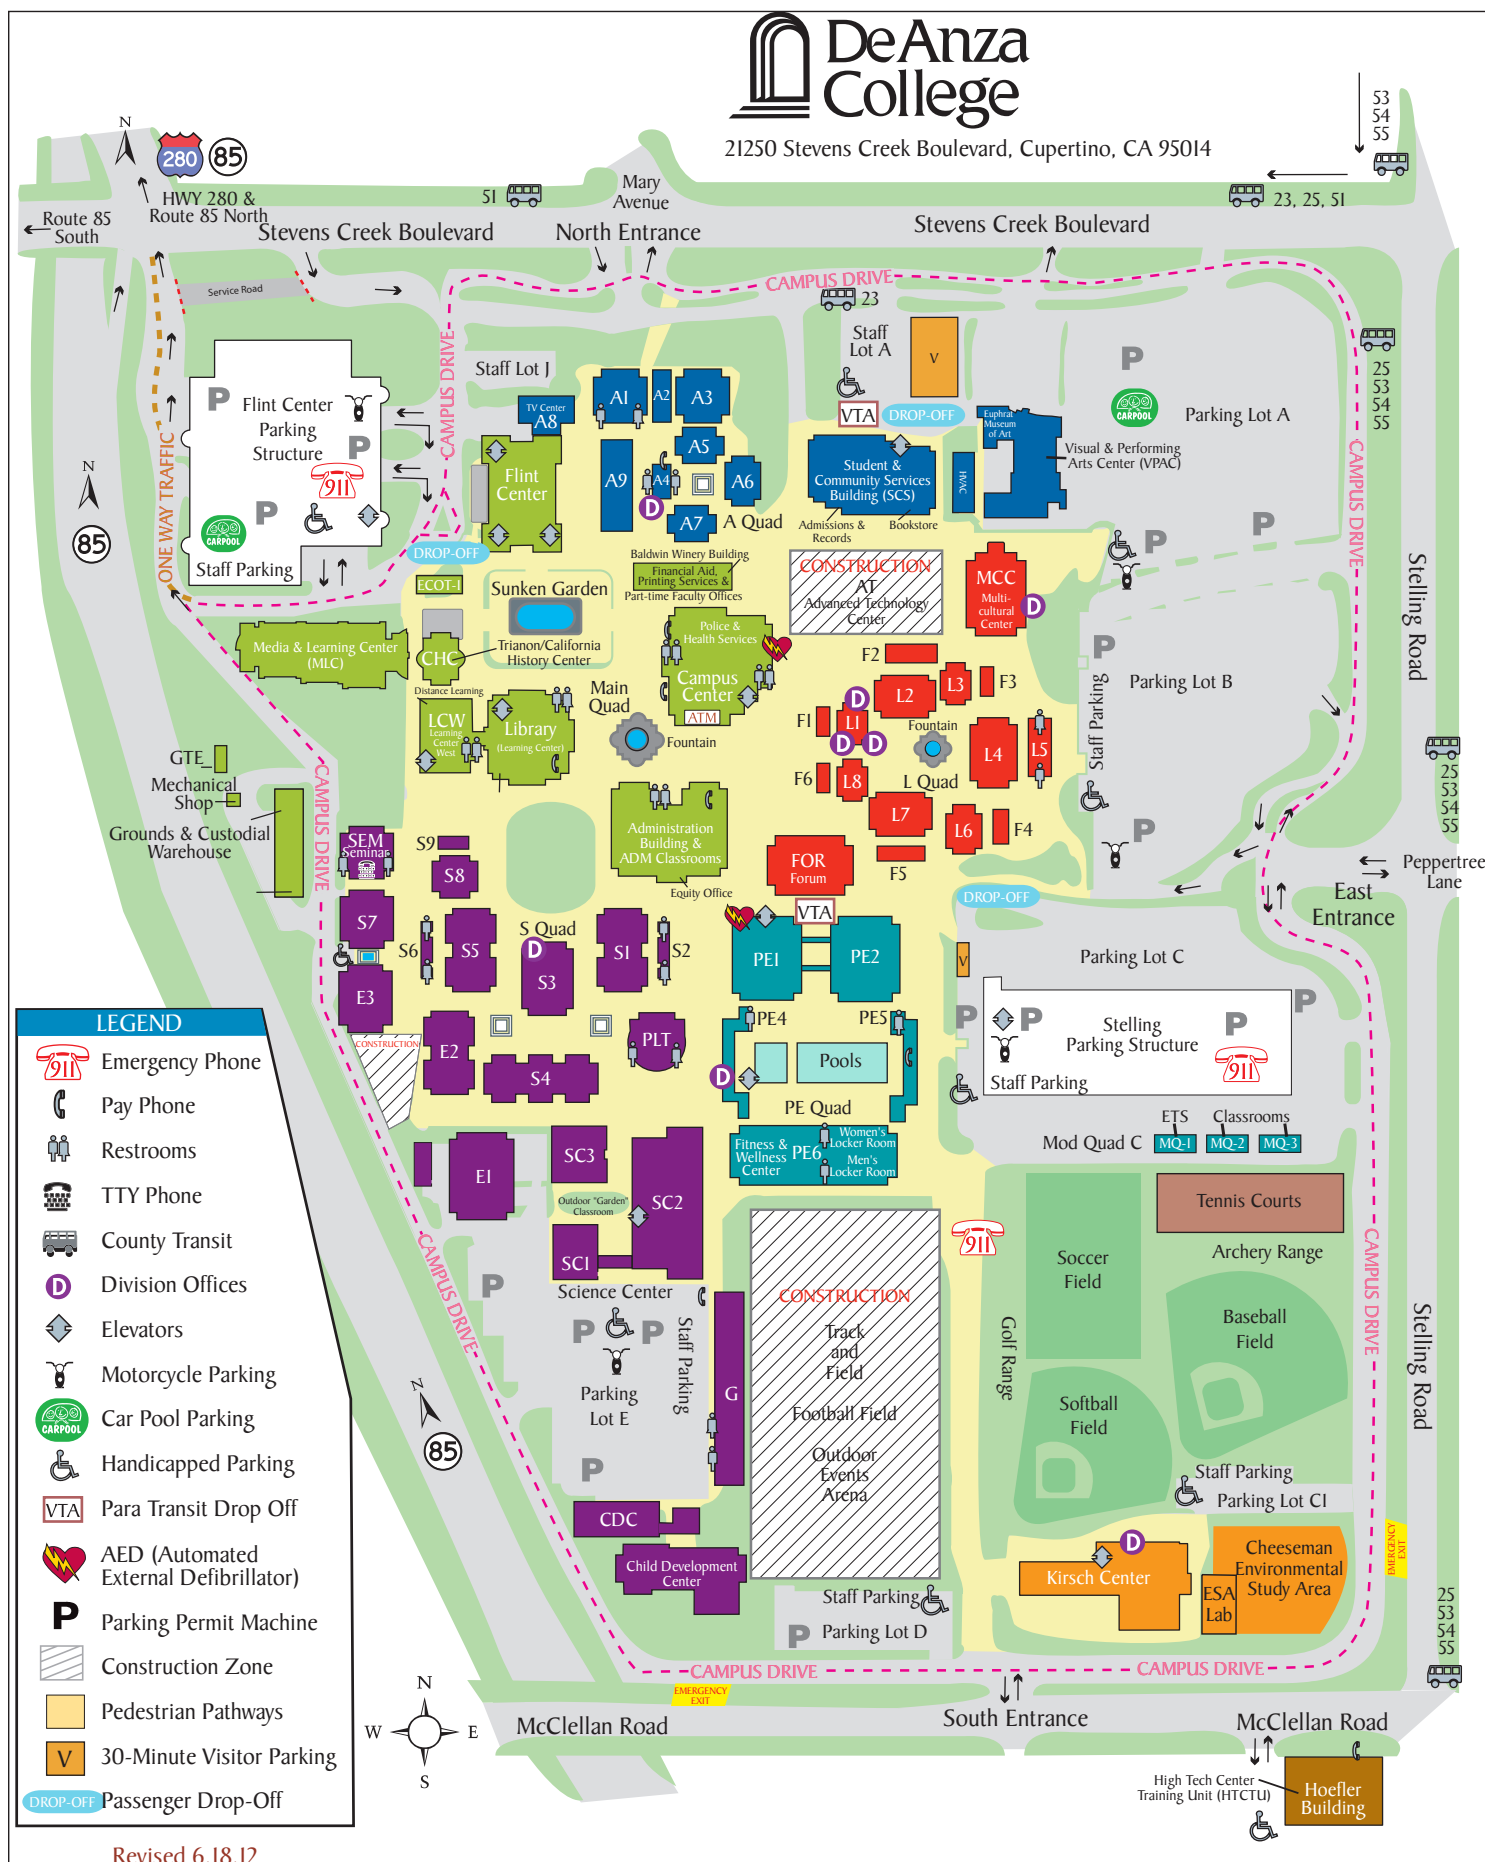 De Anza
College
21250 Stevens Creek Boulevard, Cupertino, CA 95014
53
54
55
N
280
85
HWY 280 &
Route 85 North
Route 85
South
51
Mary
Avenue
23, 25, 51
Stevens Creek Boulevard
North Entrance
Stevens Creek Boulevard
Service Road
CAMPUS DRIVE
23
Staff
Lot A
V
P
25
53
54
55
CARPOOL
Parking Lot A
Staff Lot J
CAMPUS DRIVE
P
Flint Center
Parking
Structure
P
911
P
CARPOOL
Staff Parking
ONE WAY TRAFFIC
N
85
TV Center
A8
A1
A2
A3
A5
A9
A4
A6
D
A7
A Quad
Flint
Center
VTA
DROP-OFF
Euphrat
Museum
of Art
Visual & Performing
Arts Center (VPAC)
HVAC
Student &
Community Services
Building (SCS)
Admissions &
Records
Bookstore
CAMPUS DRIVE
P
P
Stelling Road
DROP-OFF
ECOT-1
Sunken Garden
Baldwin Winery Building
Financial Aid,
Printing Services &
Part-time Faculty Offices
CONSTRUCTION
AT
Advanced Technology
Center
MCC
Multi-
cultural
Center
D
Media & Learning Center
(MLC)
CHC
Trianon/California
History Center
Police &
Health Services
Campus
Center
ATM
F2
L3
F3
L2
P
Parking Lot B
Staff Parking
Distance Learning
LCW
Learning
Center
West
Library
(Learning Center)
Main
Quad
Fountain
F1
D
L1
D
D
Fountain
L4
L5
L Quad
F6
L8
L7
L6
F4
F5
P
25
53
54
55
GTE
Mechanical
Shop
Grounds & Custodial
Warehouse
CAMPUS DRIVE
Administration
Building &
ADM Classrooms
Equity Office
FOR
Forum
VTA
DROP-OFF
Peppertree
Lane
East
Entrance
SEM
Seminar
S9
S8
S7
S6
S5
S Quad
D
S3
S1
S2
E3
E2
S4
PLT
CONSTRUCTION
PE1
PE2
V
Parking Lot C
PE4
PE5
D
Pools
PE Quad
P
P
Stelling
Parking Structure
P
P
911
Staff Parking
ETS
Classrooms
Mod Quad C
MQ-1
MQ-2
MQ-3
Fitness &
Wellness
Center
PE6
Women's
Locker Room
Men's
Locker Room
E1
SC3
Outdoor "Garden"
Classroom
SC2
SC1
Science Center
CAMPUS DRIVE
P
P
P
Parking
Lot E
P
Staff Parking
G
N
85
CONSTRUCTION
Track
and
Field
Football Field
Outdoor
Events
Arena
911
Golf Range
Soccer
Field
Tennis Courts
Archery Range
Baseball
Field
Softball
Field
CAMPUS DRIVE
Stelling Road
Staff Parking
Parking Lot C1
CDC
Child Development
Center
Staff Parking
P
Parking Lot D
D
Kirsch Center
ESA
Lab
Cheeseman
Environmental
Study Area
EMERGENCY
EXIT
25
53
54
55
CAMPUS DRIVE
CAMPUS DRIVE
EMERGENCY
EXIT
McClellan Road
South Entrance
McClellan Road
High Tech Center
Training Unit (HTCTU)
Hoefler
Building
N
W
E
S
LEGEND
911 Emergency Phone
Pay Phone
Restrooms
TTY Phone
County Transit
D Division Offices
Elevators
Motorcycle Parking
CARPOOL Car Pool Parking
Handicapped Parking
VTA Para Transit Drop Off
AED (Automated
External Defibrillator)
P Parking Permit Machine
Construction Zone
Pedestrian Pathways
V 30-Minute Visitor Parking
DROP-OFF Passenger Drop-Off
Revised 6.18.12